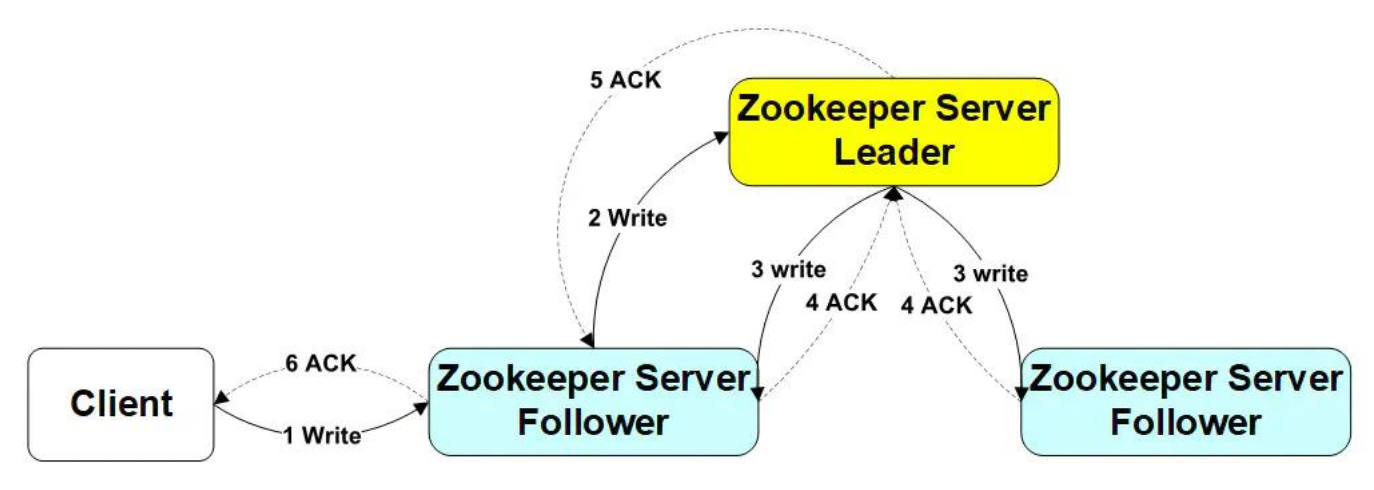 5 ACK
Zookeeper Server
Leader
2 Write
3 write
3 write
4 ACK
4 ACK
6 ACK
Client
1 Write
Zookeeper Server
Follower
Zookeeper Server
Follower